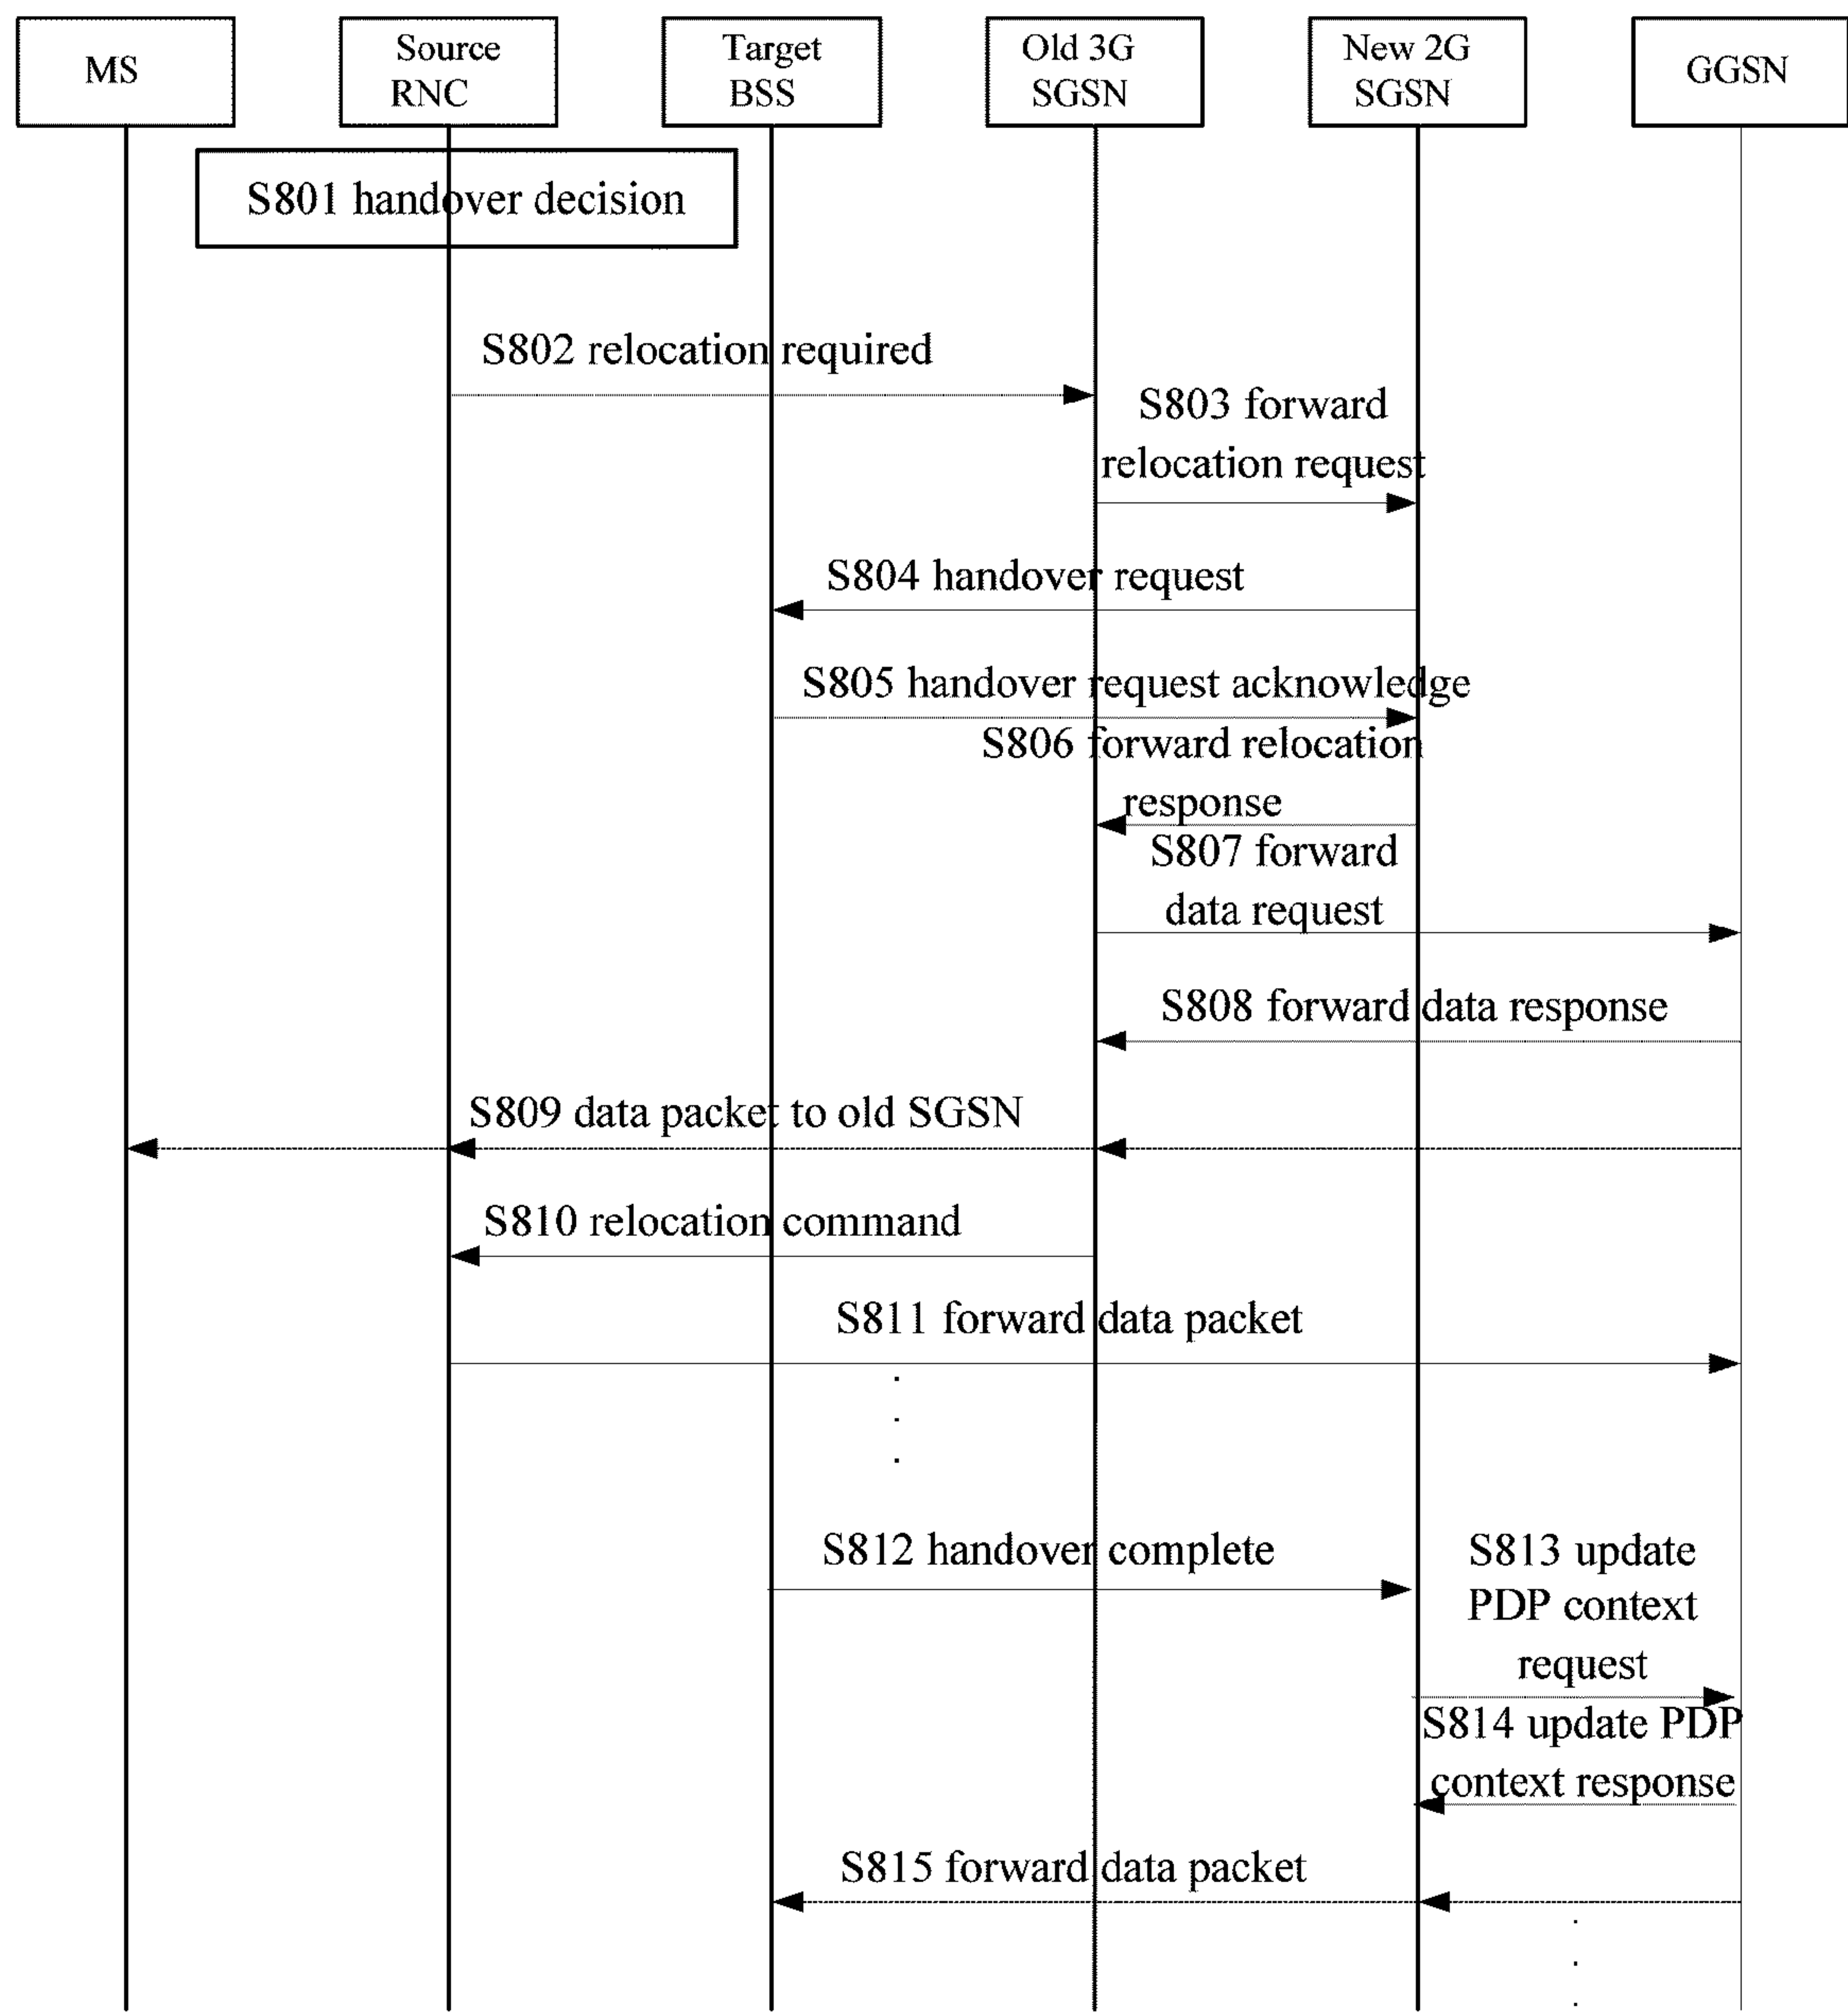 MS
Source
RNC
Target
BSS
Old 3G
SGSN
New 2G
SGSN
GGSN
S801 handover decision
S802 relocation required
S803 forward
relocation request
S804 handover request
S805 handover request acknowledge
S806 forward relocation
response
S807 forward
data request
S808 forward data response
S809 data packet to old SGSN
S810 relocation command
S811 forward data packet
S812 handover complete
S813 update
PDP context
request
S814 update PDP
context response
S815 forward data packet